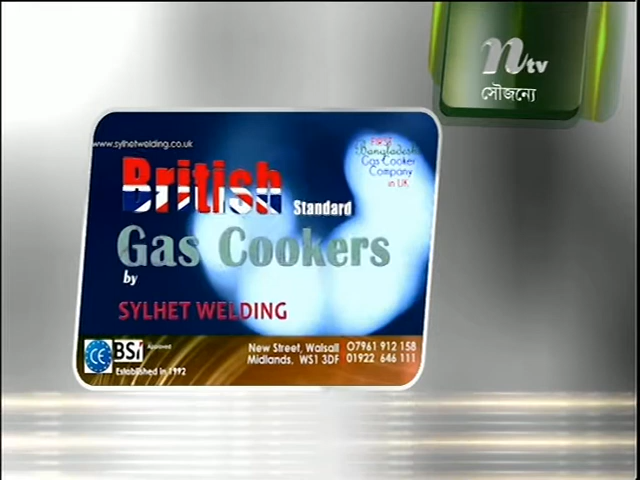 ntv
সৌজন্যে
www.sylhetwelding.co.uk
FIRST
Bangladeshi
Gas Cooker
Company
in UK
British Standard
Gas Cookers
by
SYLHET WELDING
CE BSi Approved
Established in 1992
New Street, Walsall 07961 912 158
Midlands, WS1 3DF 01922 646 111